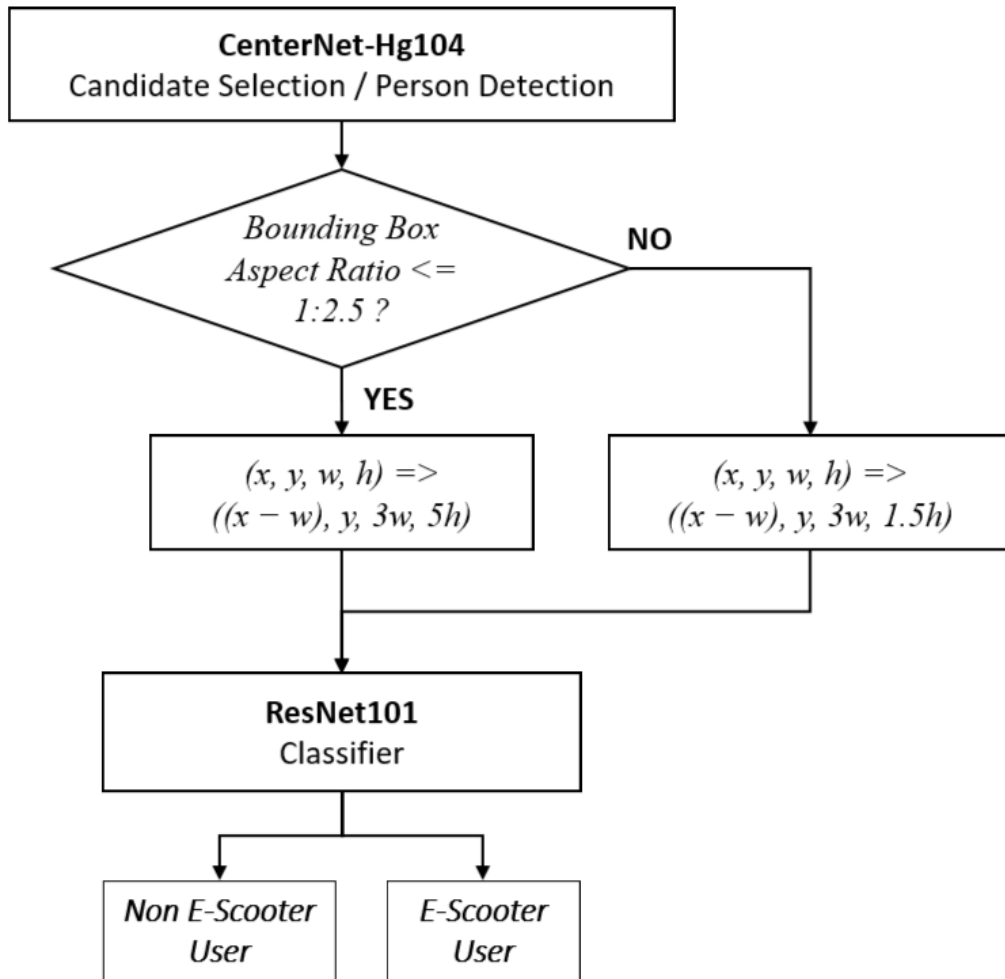 CenterNet-Hg104
Candidate Selection / Person Detection
Bounding Box
Aspect Ratio <=
1:2.5 ?
NO
YES
(x, y, w, h) =>
((x − w), y, 3w, 5h)
(x, y, w, h) =>
((x − w), y, 3w, 1.5h)
ResNet101
Classifier
Non E-Scooter
User
E-Scooter
User